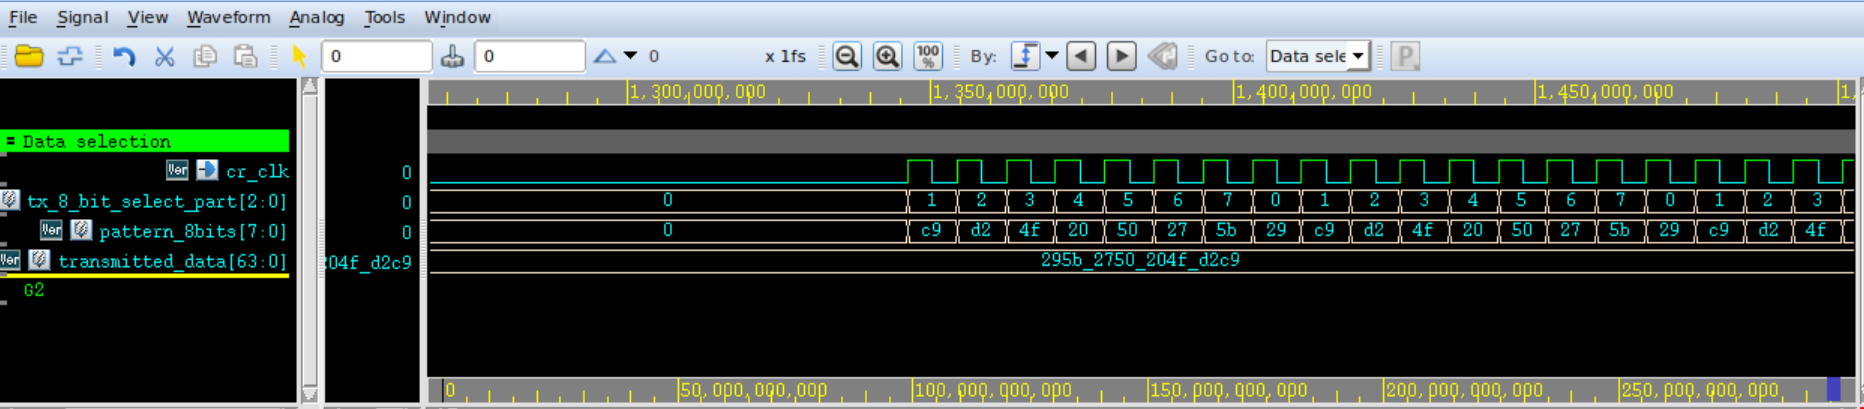 File Signal View Waveform Analog Tools Window
0 0 0 x 1fs 100 % By: Go to: Data sele P
1,300,000,000 1,350,000,000 1,400,000,000 1,450,000,000 1,
= Data selection
Ver cr_clk 0
tx_8_bit_select_part[2:0] 0 0 1 2 3 4 5 6 7 0 1 2 3 4 5 6 7 0 1 2 3
Ver pattern_8bits[7:0] 0 0 c9 d2 4f 20 50 27 5b 29 c9 d2 4f 20 50 27 5b 29 c9 d2 4f
Ver transmitted_data[63:0] 204f_d2c9 295b_2750_204f_d2c9
G2
0 50,000,000,000 100,000,000,000 150,000,000,000 200,000,000,000 250,000,000,000